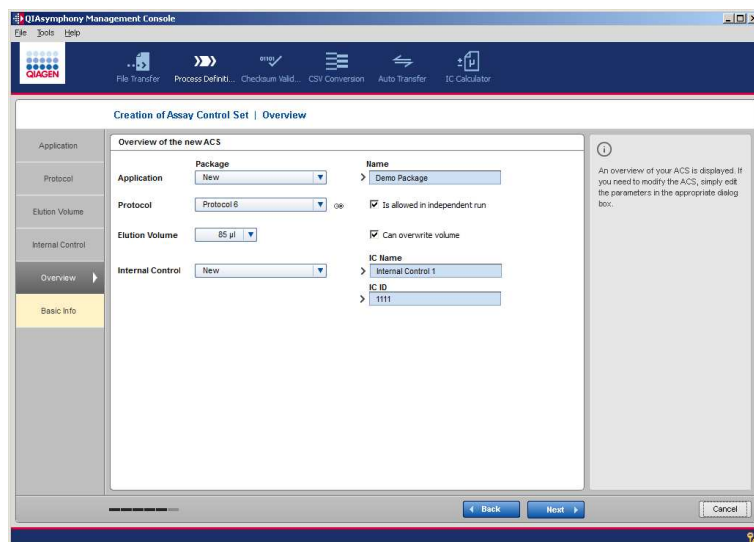 QIAsymphony Management Console
File Tools Help
QIAGEN
File Transfer Process Definiti... Checksum Valid... CSV Conversion Auto Transfer IC Calculator
Creation of Assay Control Set | Overview
Application
Protocol
Elution Volume
Internal Control
Overview
Basic Info
Overview of the new ACS
Package Name
Application New Demo Package
Protocol Protocol 6 Is allowed in independent run
Elution Volume 85 µl Can overwrite volume
IC Name
Internal Control New Internal Control 1
IC ID
1111
An overview of your ACS is displayed. If
you need to modify the ACS, simply edit
the parameters in the appropriate dialog
box.
Back Next Cancel